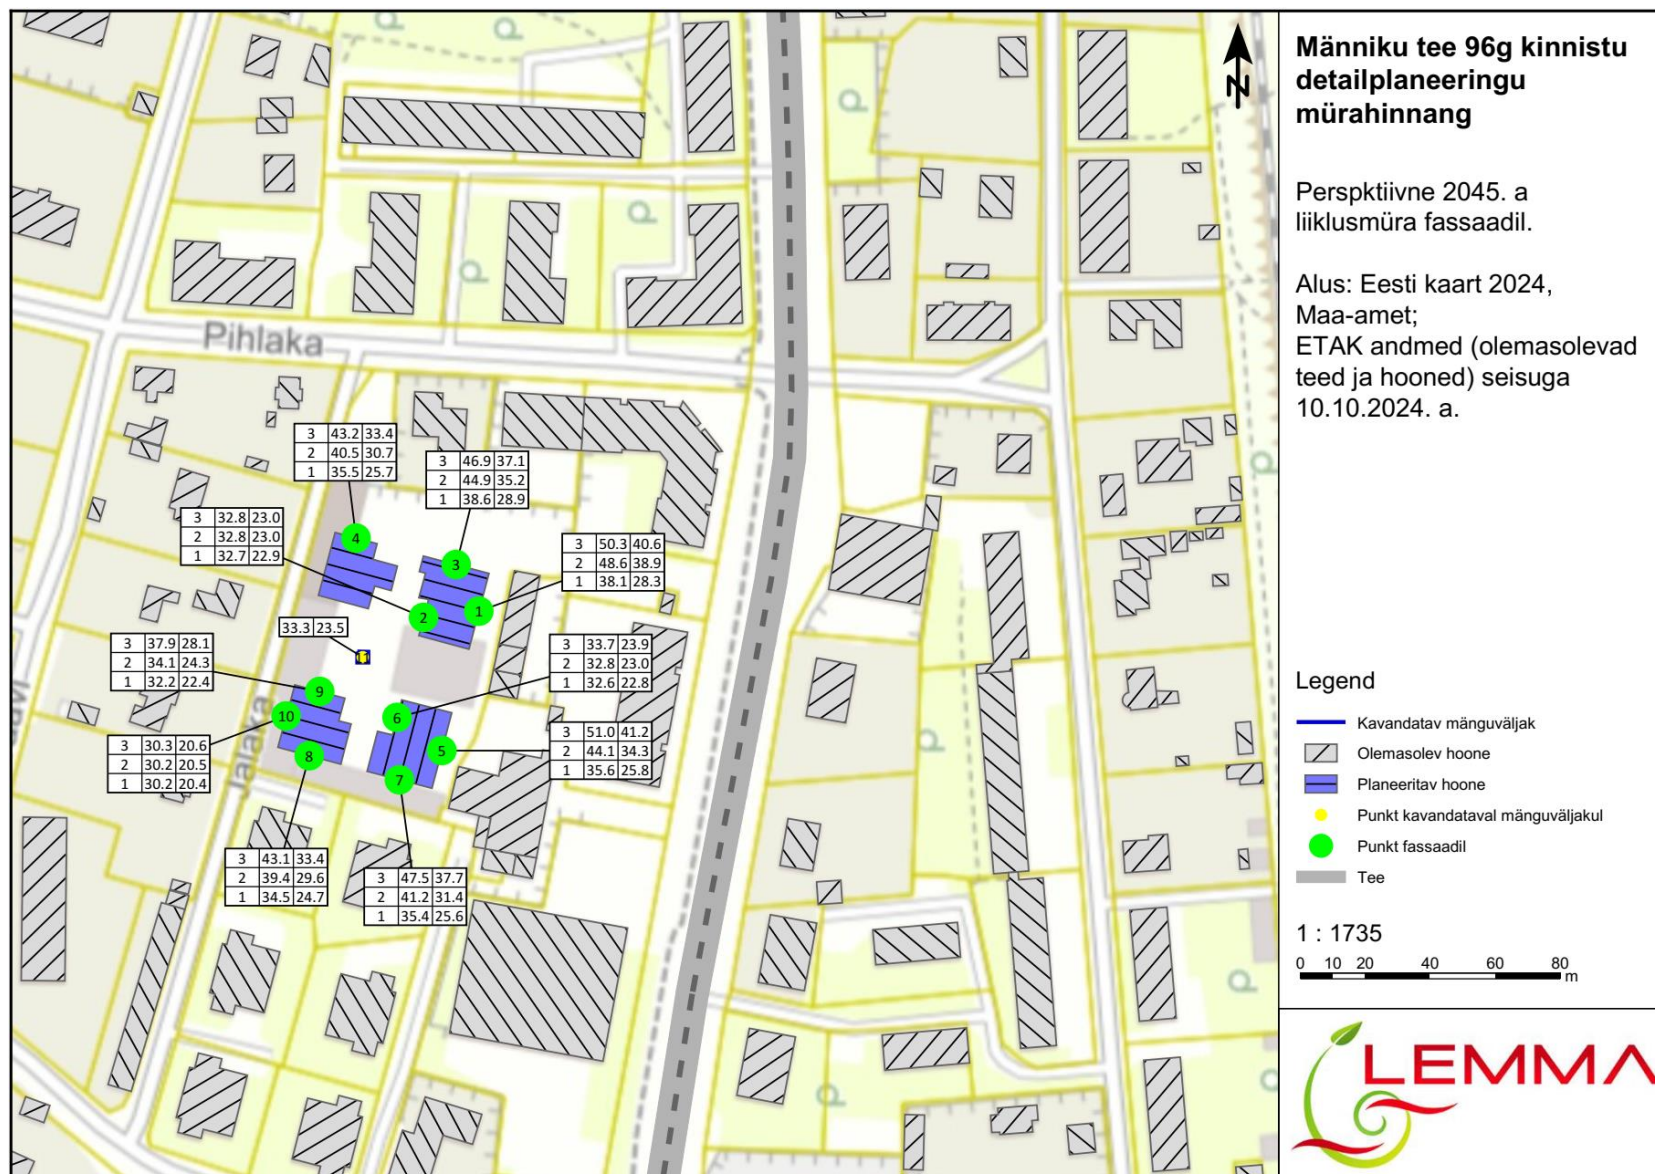 Pihlaka
Jalaka
3 43.2 33.4
2 40.5 30.7
1 35.5 25.7
3 46.9 37.1
2 44.9 35.2
1 38.6 28.9
3 32.8 23.0
2 32.8 23.0
1 32.7 22.9
3 50.3 40.6
2 48.6 38.9
1 38.1 28.3
4
3
1
2
33.3 23.5
3 37.9 28.1
2 34.1 24.3
1 32.2 22.4
3 33.7 23.9
2 32.8 23.0
1 32.6 22.8
9
10
8
6
5
7
3 30.3 20.6
2 30.2 20.5
1 30.2 20.4
3 51.0 41.2
2 44.1 34.3
1 35.6 25.8
3 43.1 33.4
2 39.4 29.6
1 34.5 24.7
3 47.5 37.7
2 41.2 31.4
1 35.4 25.6
N
Männiku tee 96g kinnistu
detailplaneeringu
mürahinnang
Perspktiivne 2045. a
liiklusmüra fassaadil.
Alus: Eesti kaart 2024,
Maa-amet;
ETAK andmed (olemasolevad
teed ja hooned) seisuga
10.10.2024. a.
Legend
Kavandatav mänguväljak
Olemasolev hoone
Planeeritav hoone
Punkt kavandataval mänguväljakul
Punkt fassaadil
Tee
1 : 1735
0 10 20 40 60 80
m
LEMMA